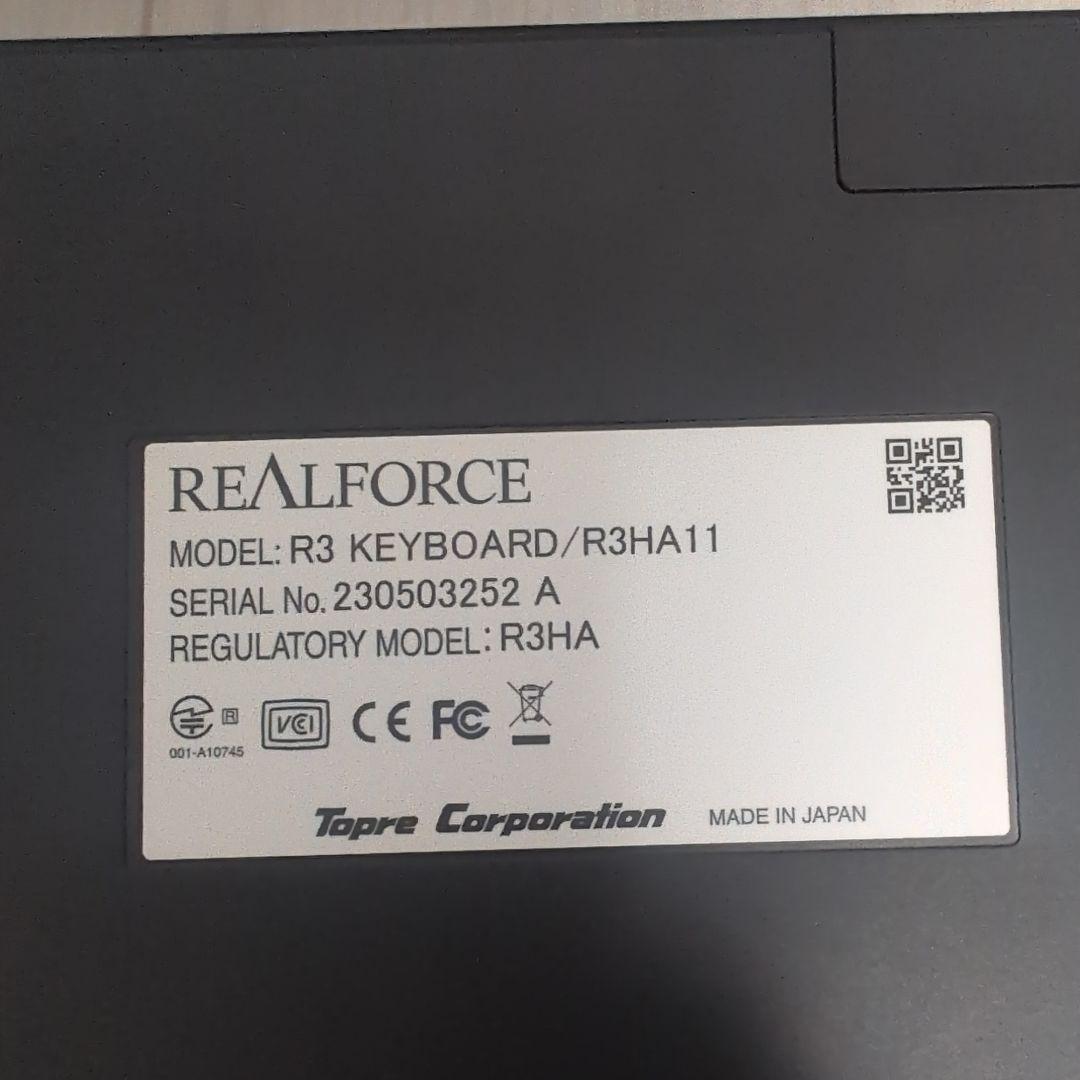 REALFORCE
MODEL: R3 KEYBOARD/R3HA11
SERIAL No. 230503252 A
REGULATORY MODEL: R3HA
R
001-A10745
VCI
CE
FC
Topre Corporation
MADE IN JAPAN